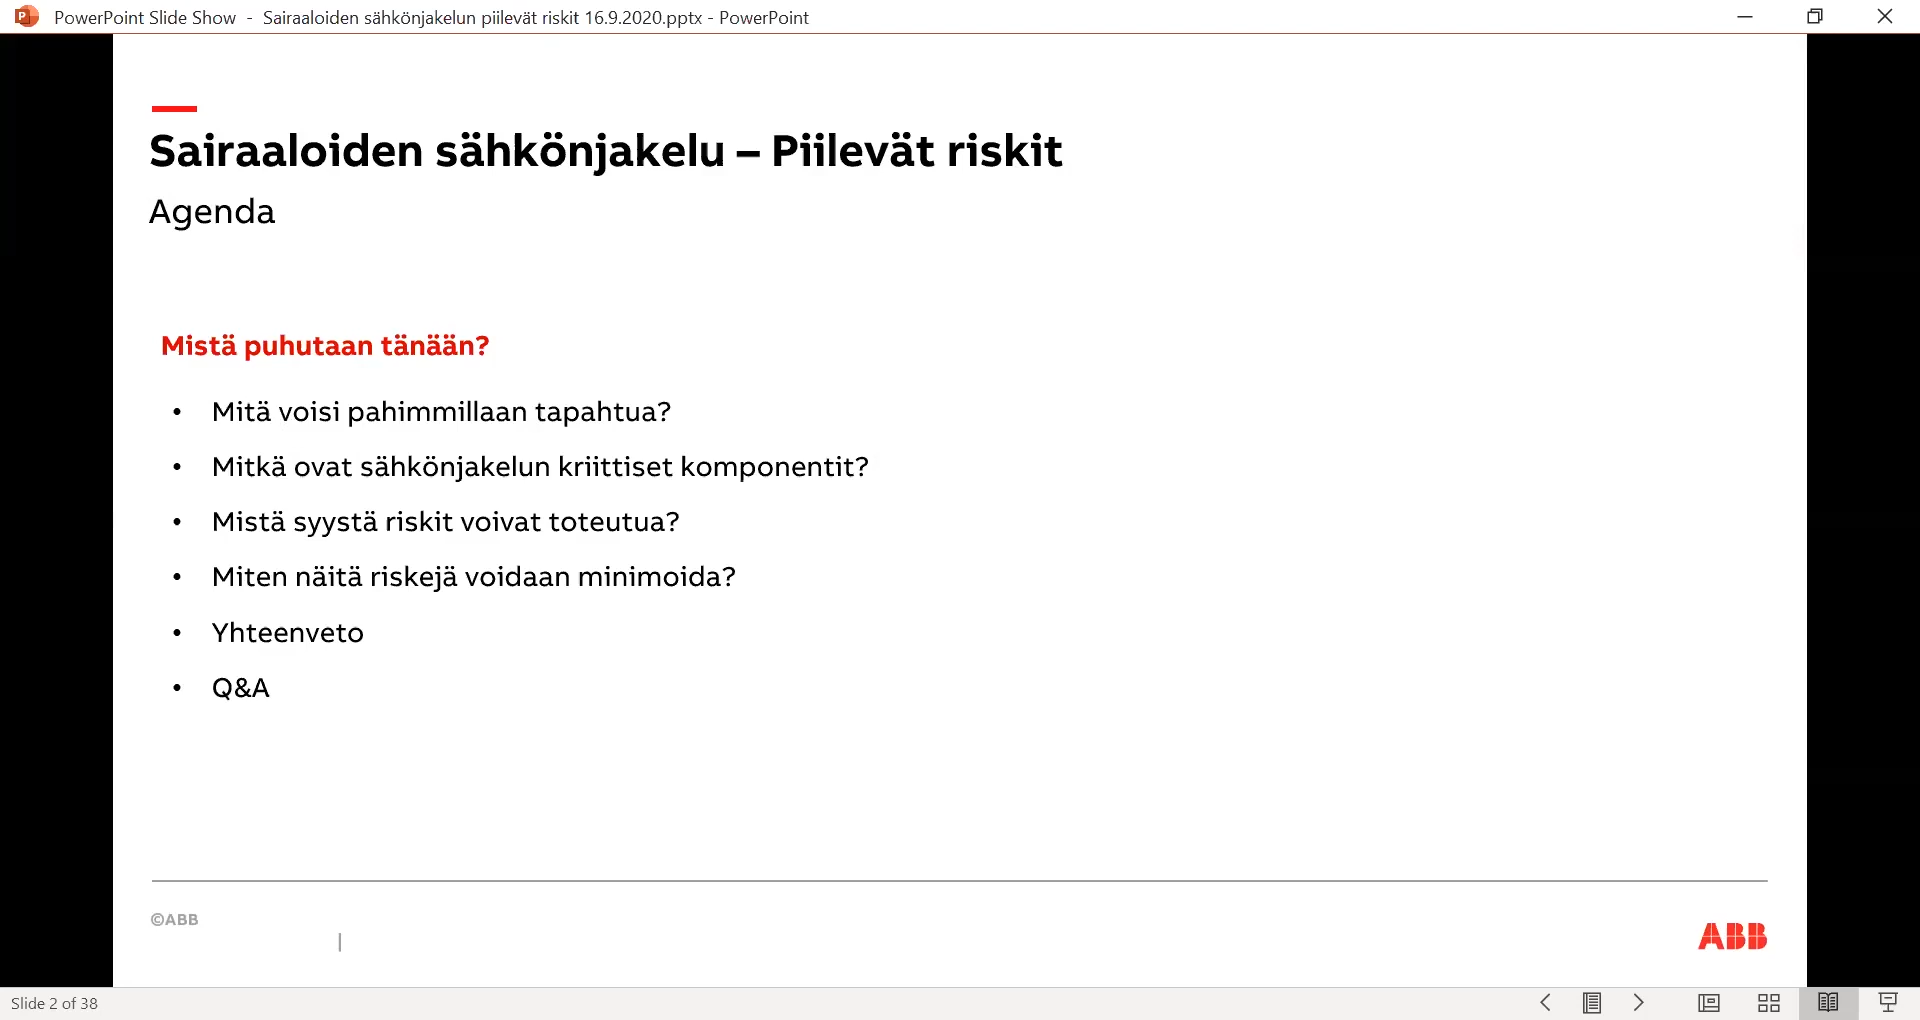 PowerPoint Slide Show - Sairaaloiden sähkönjakelun piilevät riskit 16.9.2020.pptx - PowerPoint
Sairaaloiden sähkönjakelu – Piilevät riskit
Agenda
Mistä puhutaan tänään?
• Mitä voisi pahimmillaan tapahtua?
• Mitkä ovat sähkönjakelun kriittiset komponentit?
• Mistä syystä riskit voivat toteutua?
• Miten näitä riskejä voidaan minimoida?
• Yhteenveto
• Q&A
©ABB
|
ABB
Slide 2 of 38